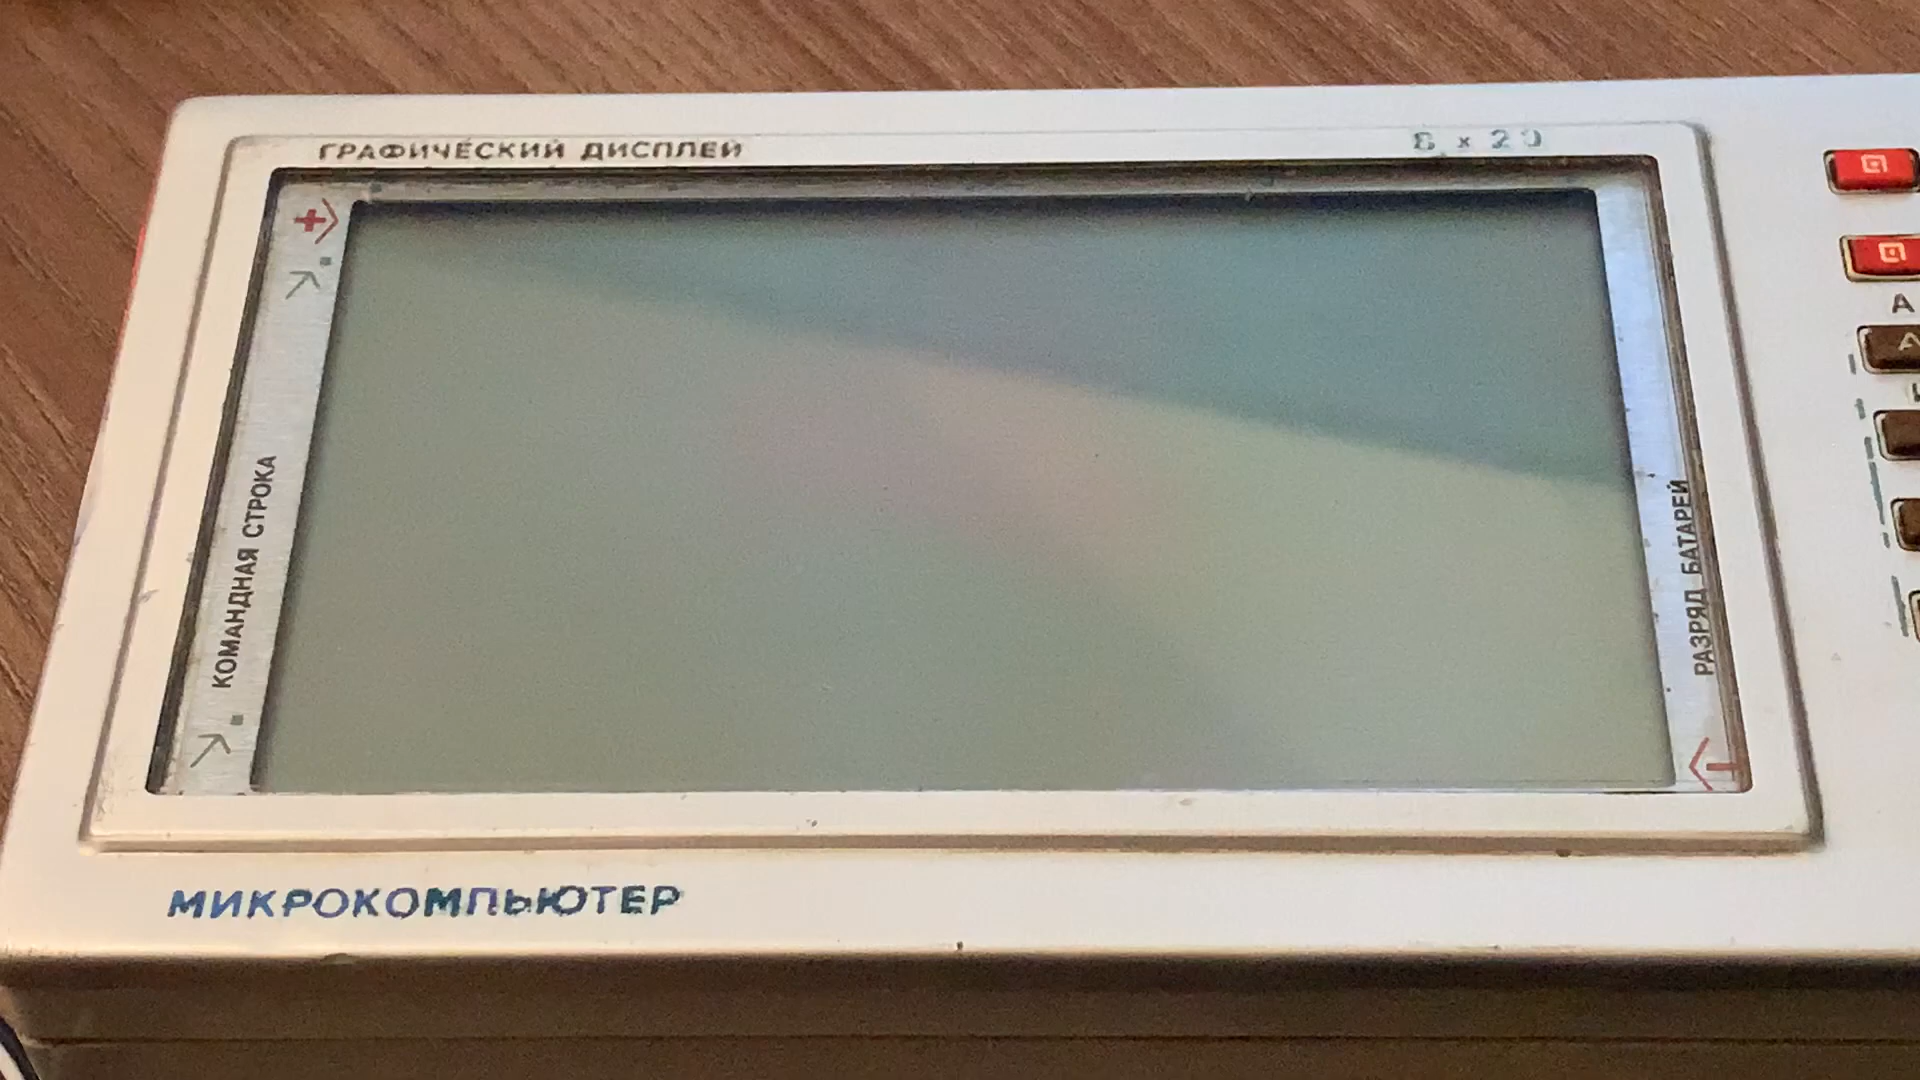 ГРАФИЧЕСКИЙ ДИСПЛЕЙ
8 x 20
КОМАНДНАЯ СТРОКА
РАЗРЯД БАТАРЕЙ
МИКРОКОМПЬЮТЕР
A
A